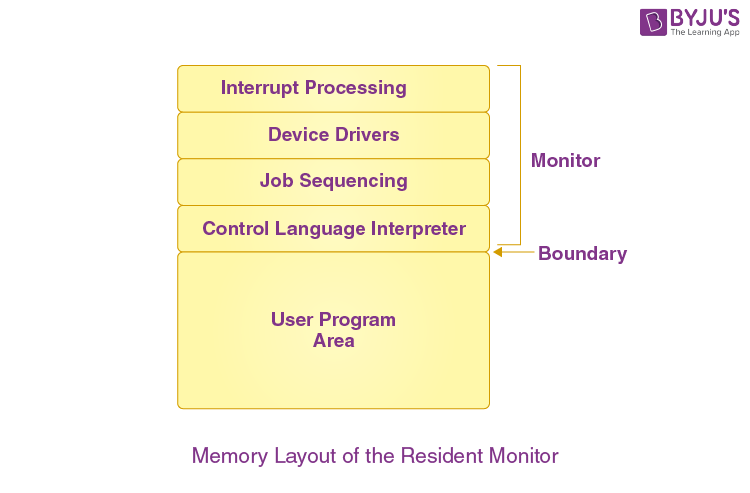 BYJU'S
The Learning App
Interrupt Processing
Device Drivers
Job Sequencing
Control Language Interpreter
Monitor
Boundary
User Program
Area
Memory Layout of the Resident Monitor